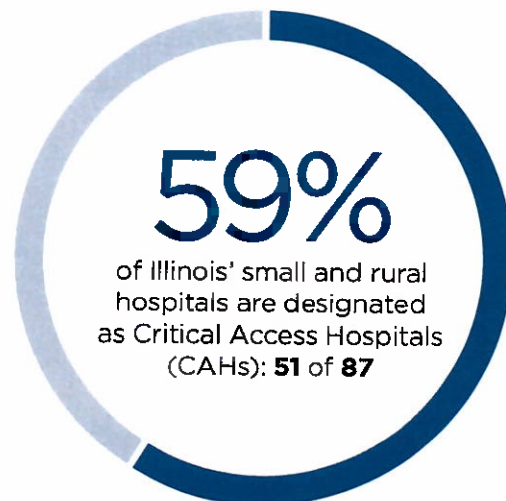 59%
of Illinois' small and rural
hospitals are designated
as Critical Access Hospitals
(CAHs): 51 of 87